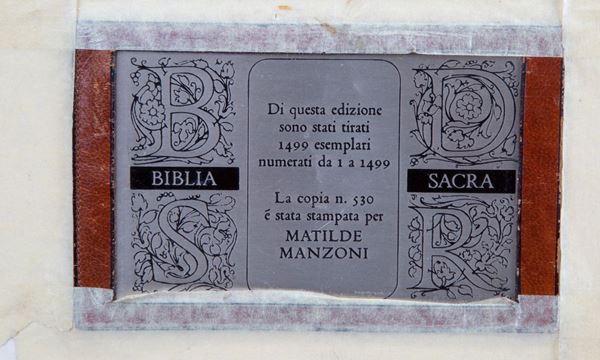 B
D
BIBLIA
SACRA
S
R
Di questa edizione
sono stati tirati
1499 esemplari
numerati da 1 a 1499
La copia n. 530
è stata stampata per
MATILDE
MANZONI